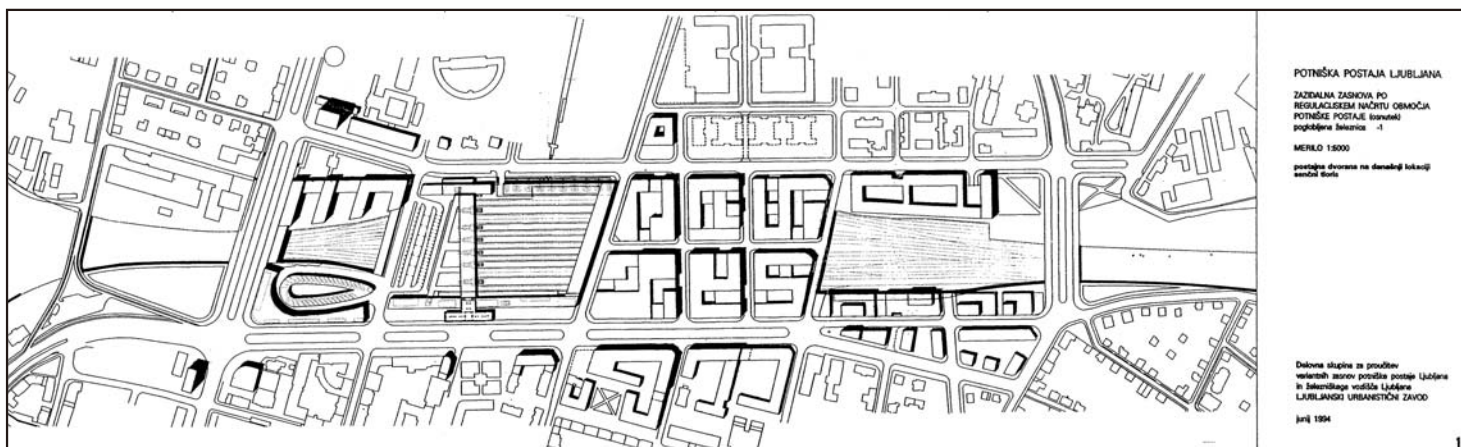 POTNIŠKA POSTAJA LJUBLJANA
ZAZIDALNA ZASNOVA PO
REGULACIJSKEM NAČRTU OBMOČJA
POTNIŠKE POSTAJE (osnutek)
poglobljena železnica -1
MERILO 1:5000
postajna dvorana na današnji lokaciji
senčni tloris
Delovna skupina za proučitev
variantnih zasnov potniške postaje Ljubljana
in železniškega vozlišča Ljubljana
LJUBLJANSKI URBANISTIČNI ZAVOD
junij 1994
1